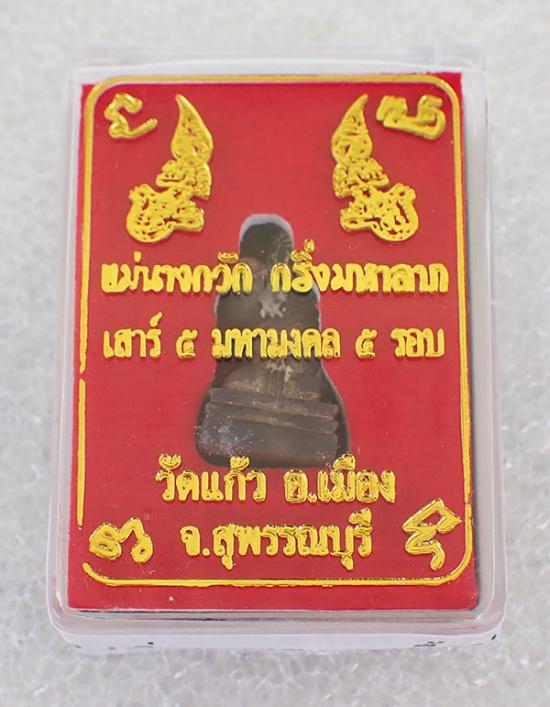 แม่นางกวัก กริ่งมหาลาภ
เสาร์ ๕ มหามงคล ๕ รอบ
วัดแก้ว อ.เมือง
จ.สุพรรณบุรี